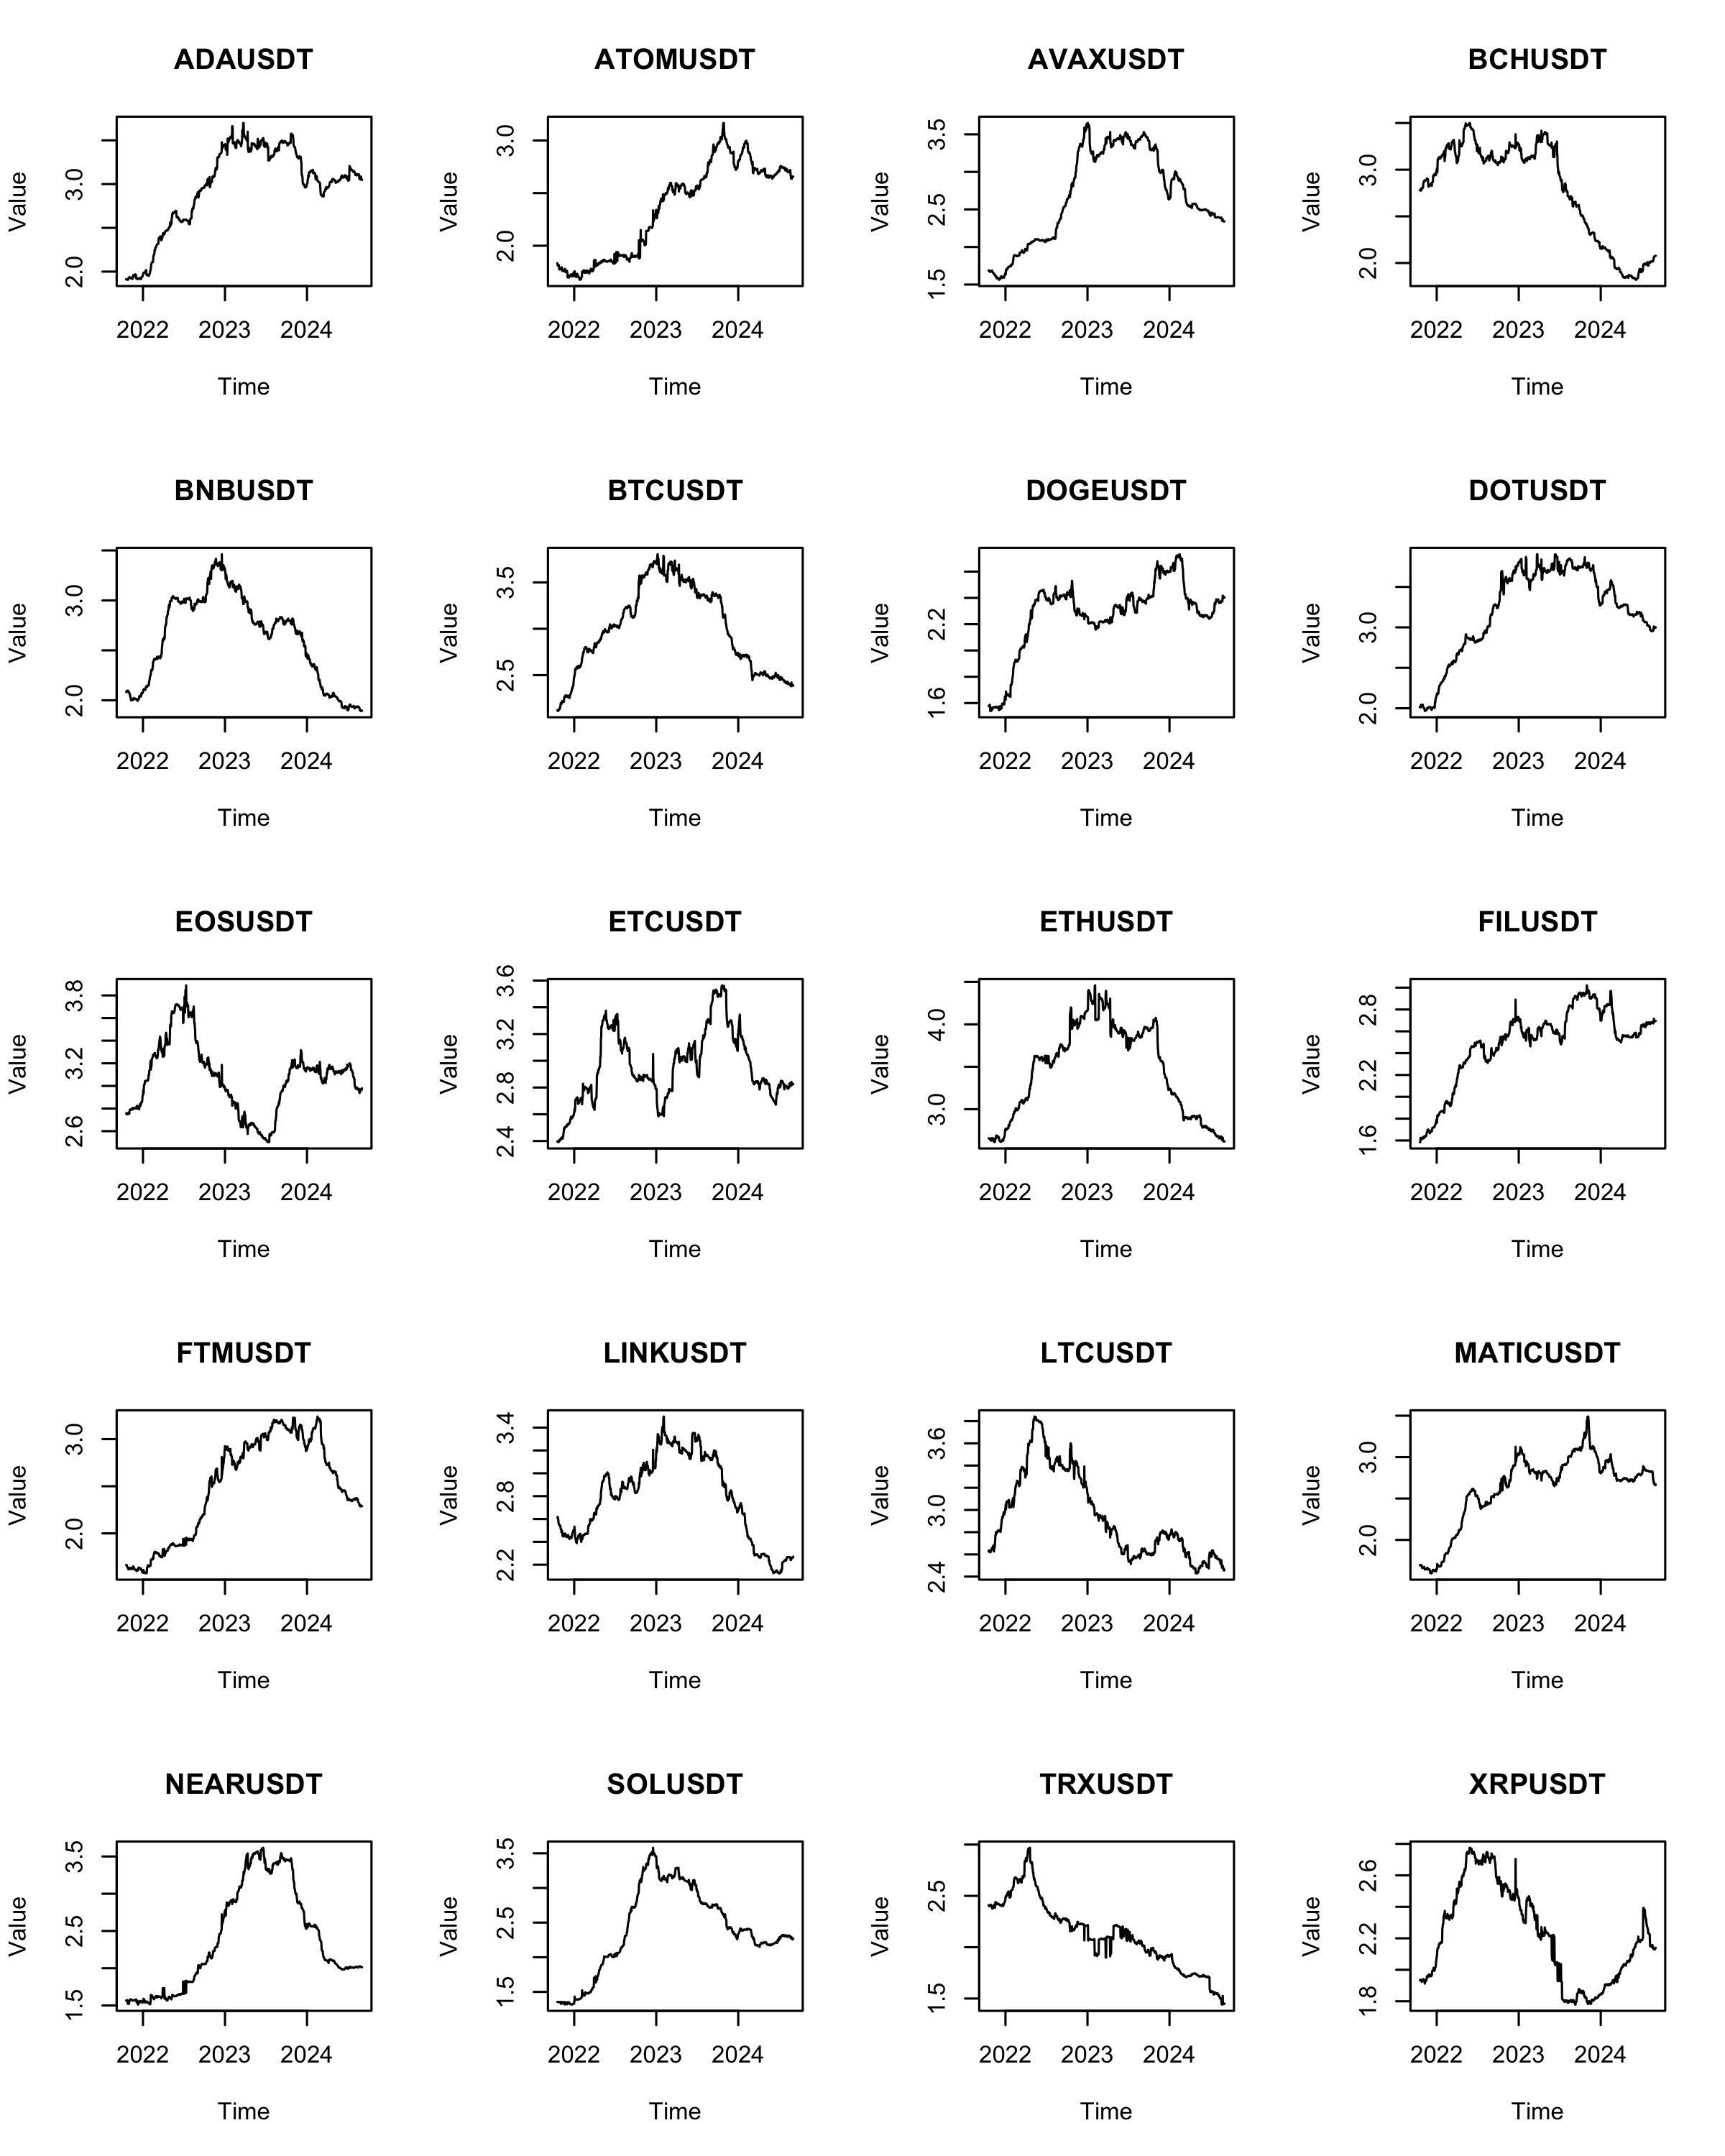 ADAUSDT
Value
3.0
2.0
2022 2023 2024
Time
ATOMUSDT
Value
3.0
2.0
2022 2023 2024
Time
AVAXUSDT
Value
3.5
2.5
1.5
2022 2023 2024
Time
BCHUSDT
Value
3.0
2.0
2022 2023 2024
Time
BNBUSDT
Value
3.0
2.0
2022 2023 2024
Time
BTCUSDT
Value
3.5
2.5
2022 2023 2024
Time
DOGEUSDT
Value
2.2
1.6
2022 2023 2024
Time
DOTUSDT
Value
3.0
2.0
2022 2023 2024
Time
EOSUSDT
Value
3.8
3.2
2.6
2022 2023 2024
Time
ETCUSDT
Value
3.6
3.2
2.8
2.4
2022 2023 2024
Time
ETHUSDT
Value
4.0
3.0
2022 2023 2024
Time
FILUSDT
Value
2.8
2.2
1.6
2022 2023 2024
Time
FTMUSDT
Value
3.0
2.0
2022 2023 2024
Time
LINKUSDT
Value
3.4
2.8
2.2
2022 2023 2024
Time
LTCUSDT
Value
3.6
3.0
2.4
2022 2023 2024
Time
MATICUSDT
Value
3.0
2.0
2022 2023 2024
Time
NEARUSDT
Value
3.5
2.5
1.5
2022 2023 2024
Time
SOLUSDT
Value
3.5
2.5
1.5
2022 2023 2024
Time
TRXUSDT
Value
2.5
1.5
2022 2023 2024
Time
XRPUSDT
Value
2.6
2.2
1.8
2022 2023 2024
Time